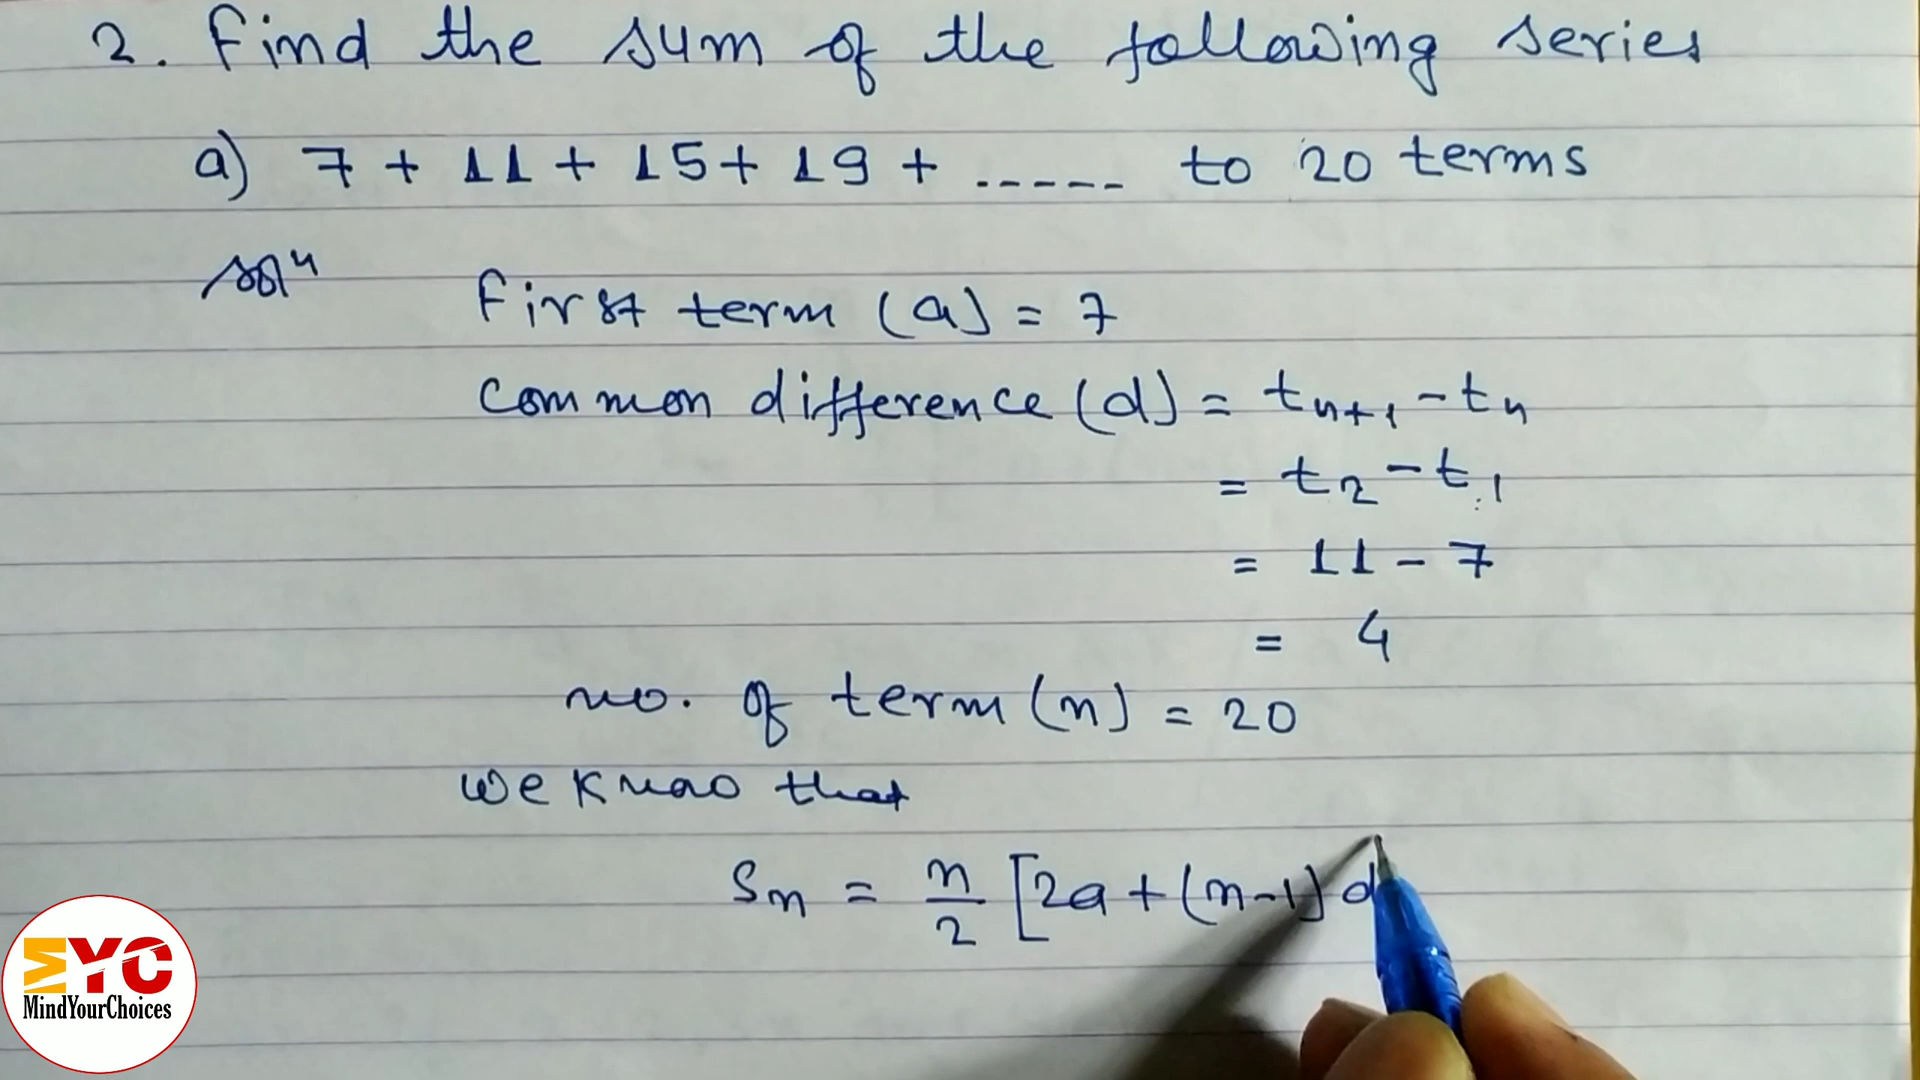 2. Find the sum of the following series
a) 7 + 11 + 15 + 19 + ----- to 20 terms
solⁿ
First term (a) = 7
common difference (d) = tₙ₊₁ - tₙ
= t₂ - t₁
= 11 - 7
= 4
no. of term (n) = 20
we know that
Sₙ = n/2 [2a + (n-1) d
MYC
MindYourChoices